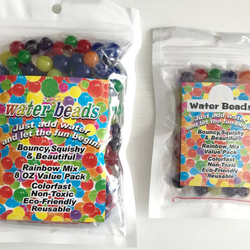 water beads
Just add water
and let the fun begin!
Bouncy, Squishy
& Beautiful
Rainbow Mix
8 OZ Value Pack
Colorfast
Non-Toxic
Eco-Friendly
Reusable
Water Beads
Just add water
and let the fun begin
Bouncy, Squishy
& Beautiful
Rainbow Mix
Value Pack
Colorfast
Non-Toxic
Eco-Friendly
Reusable